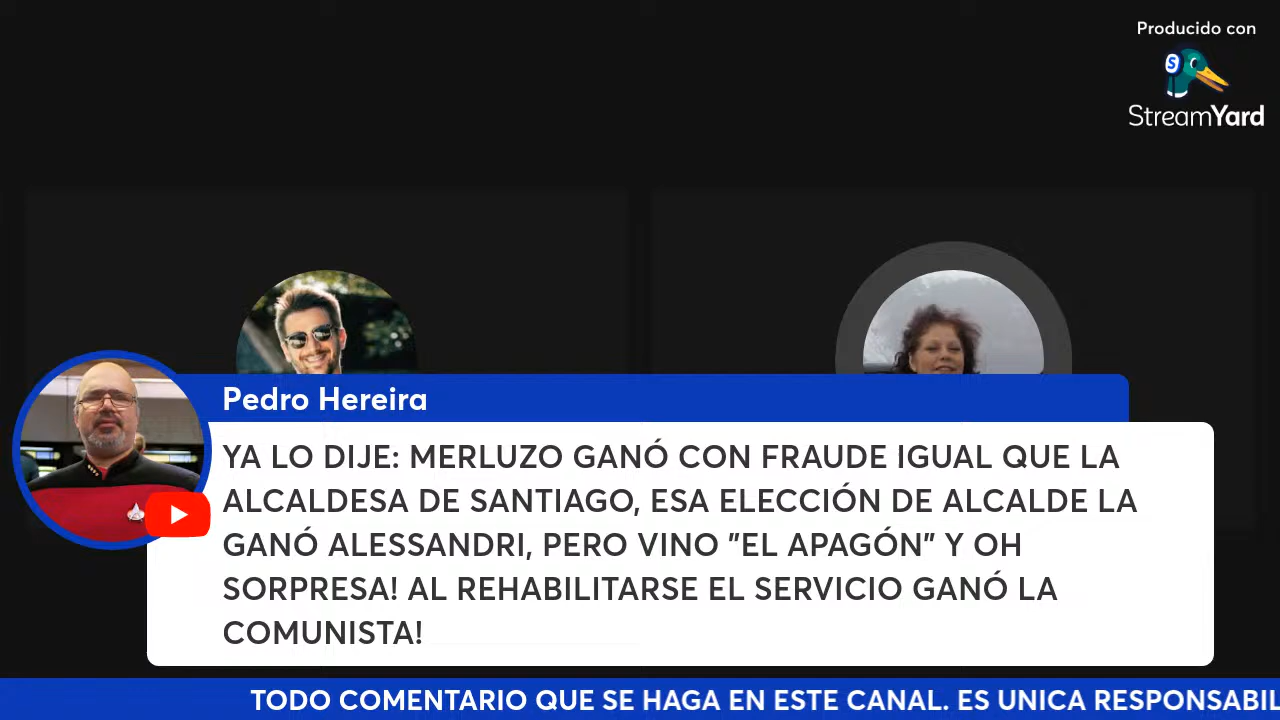 Producido con
S
StreamYard
Pedro Hereira
YA LO DIJE: MERLUZO GANÓ CON FRAUDE IGUAL QUE LA
ALCALDESA DE SANTIAGO, ESA ELECCIÓN DE ALCALDE LA
GANÓ ALESSANDRI, PERO VINO "EL APAGÓN" Y OH
SORPRESA! AL REHABILITARSE EL SERVICIO GANÓ LA
COMUNISTA!
TODO COMENTARIO QUE SE HAGA EN ESTE CANAL. ES UNICA RESPONSABIL